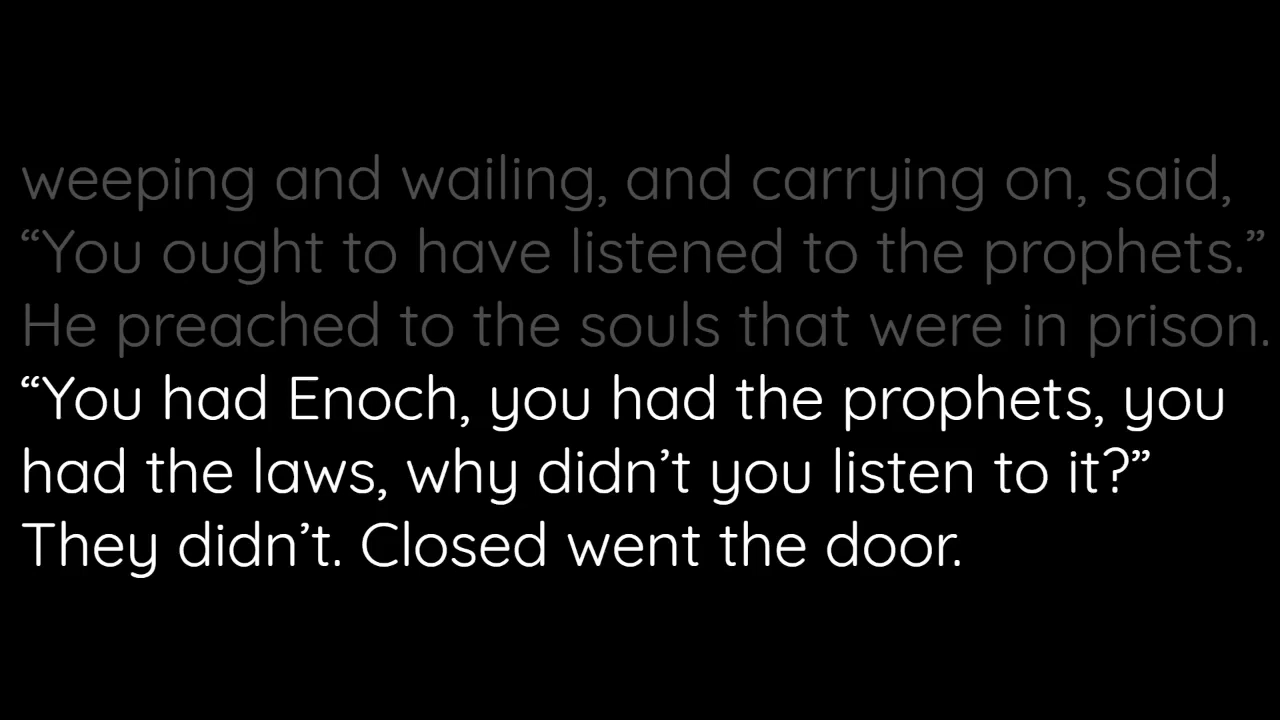 weeping and wailing, and carrying on, said,
“You ought to have listened to the prophets.”
He preached to the souls that were in prison.
“You had Enoch, you had the prophets, you
had the laws, why didn’t you listen to it?”
They didn’t. Closed went the door.